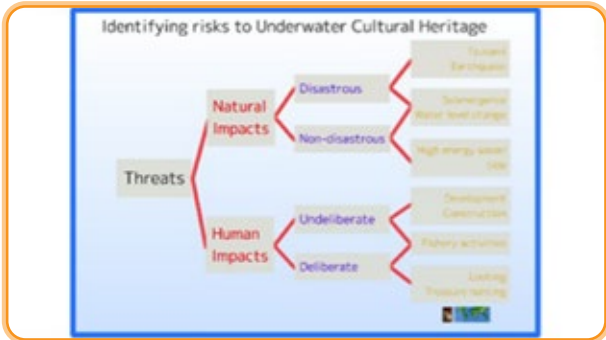 Identifying risks to Underwater Cultural Heritage
Threats
Natural
Impacts
Disastrous
Non-disastrous
Tsunami
Earthquake
Submergence
Water level change
High energy wave/
tide
Human
Impacts
Undeliberate
Deliberate
Development
Construction
Fishery activities
Looting
Treasure hunting